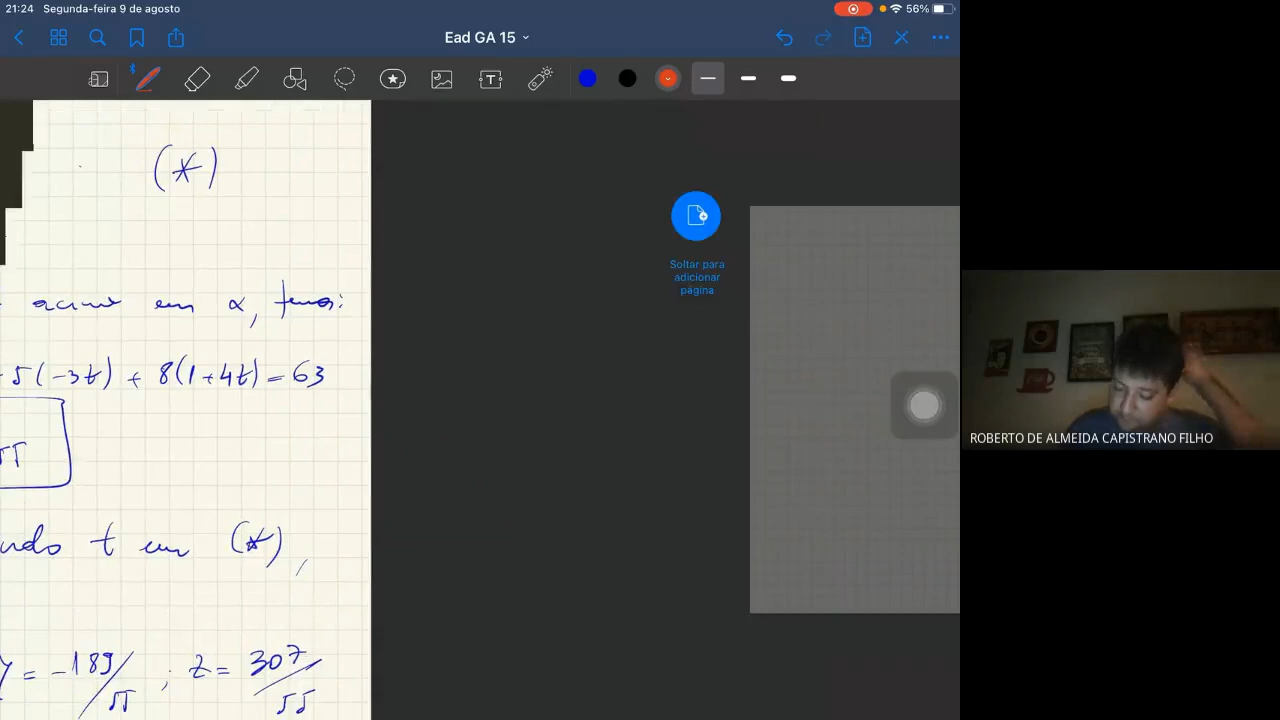 21:24 Segunda-feira 9 de agosto 56%
Ead GA 15
T
(*)
acima em α, temos:
5(-3t) + 8(1+4t) = 63
55
ndo t em (*),
y = -189/55 ; z = 307/55
Soltar para
adicionar
página
ROBERTO DE ALMEIDA CAPISTRANO FILHO